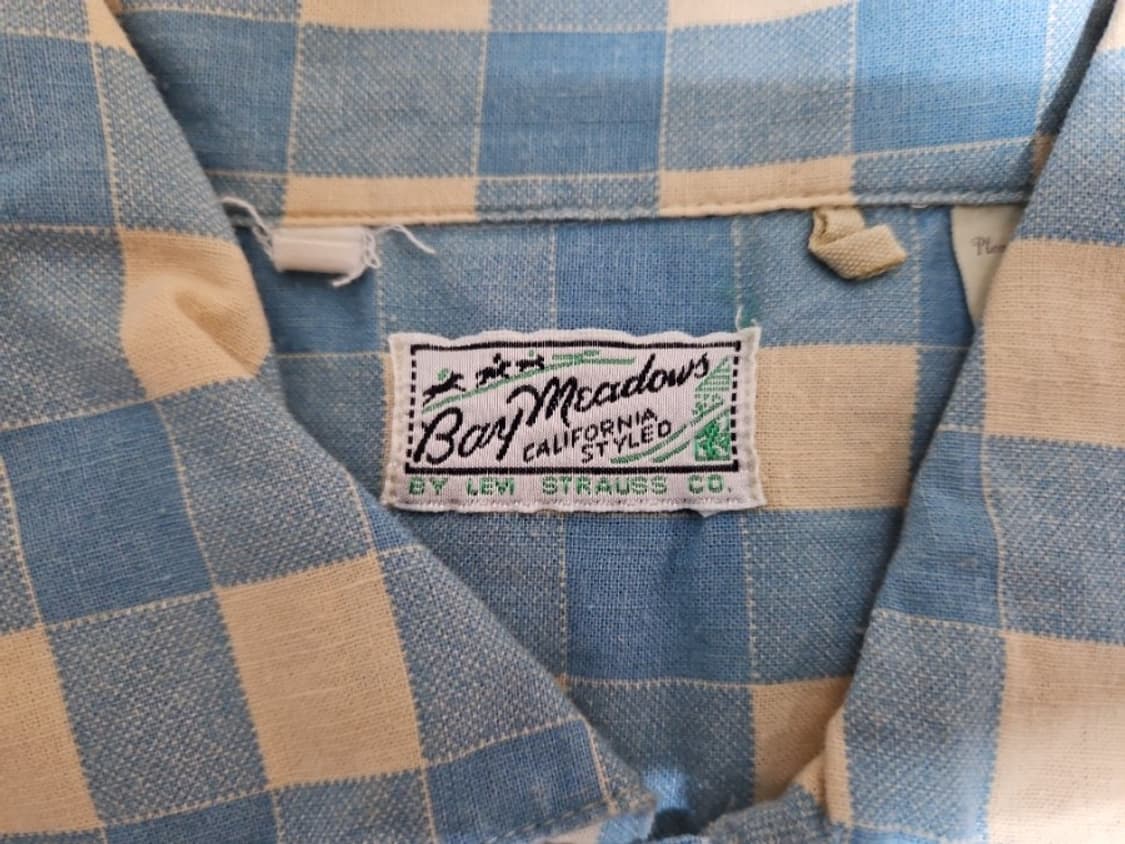 Bay Meadows
CALIFORNIA
STYLED
BY LEVI STRAUSS CO.